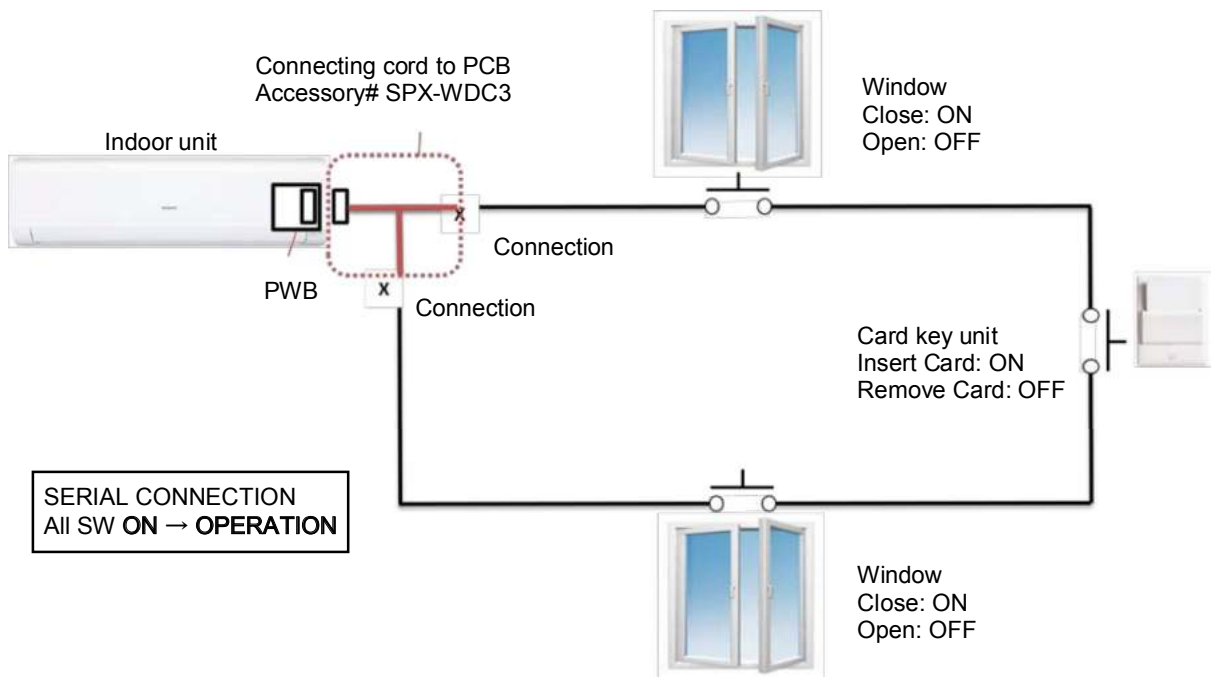 Connecting cord to PCB
Accessory# SPX-WDC3
Indoor unit
PWB
X
Connection
X
Connection
Window
Close: ON
Open: OFF
Card key unit
Insert Card: ON
Remove Card: OFF
SERIAL CONNECTION
All SW ON → OPERATION
Window
Close: ON
Open: OFF